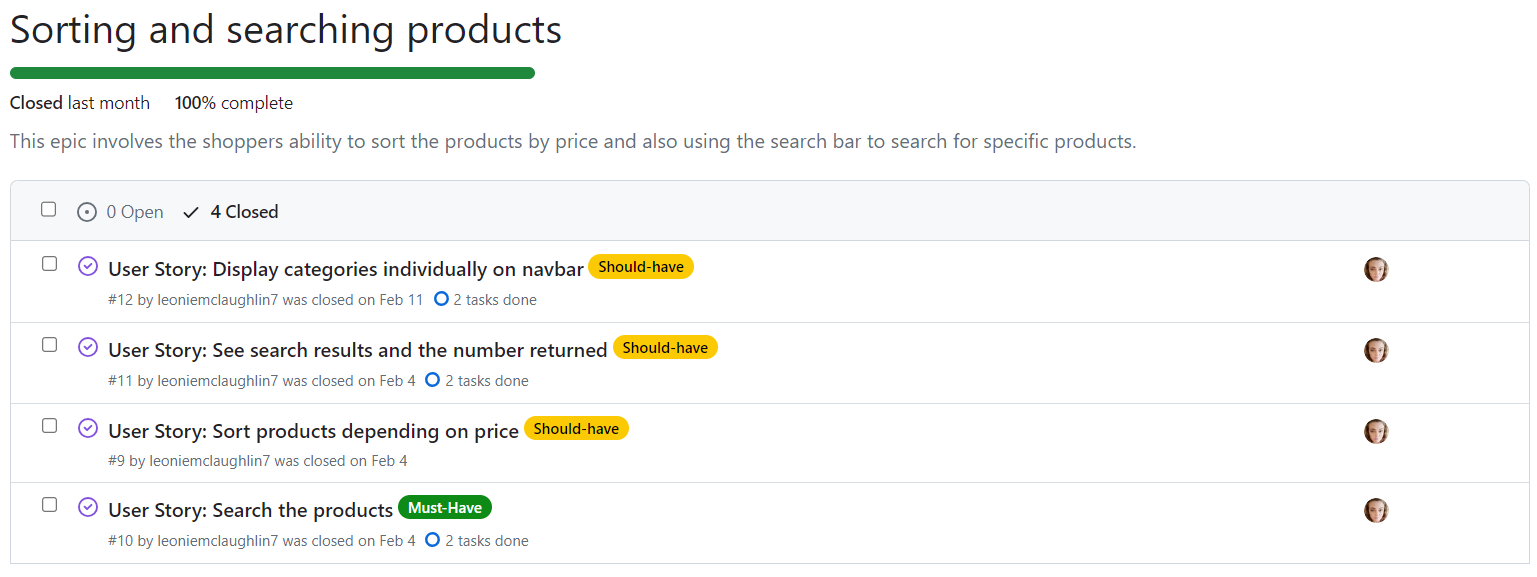 Sorting and searching products
Closed last month 100% complete
This epic involves the shoppers ability to sort the products by price and also using the search bar to search for specific products.
0 Open 4 Closed
User Story: Display categories individually on navbar Should-have
#12 by leoniemclaughlin7 was closed on Feb 11 2 tasks done
User Story: See search results and the number returned Should-have
#11 by leoniemclaughlin7 was closed on Feb 4 2 tasks done
User Story: Sort products depending on price Should-have
#9 by leoniemclaughlin7 was closed on Feb 4
User Story: Search the products Must-Have
#10 by leoniemclaughlin7 was closed on Feb 4 2 tasks done